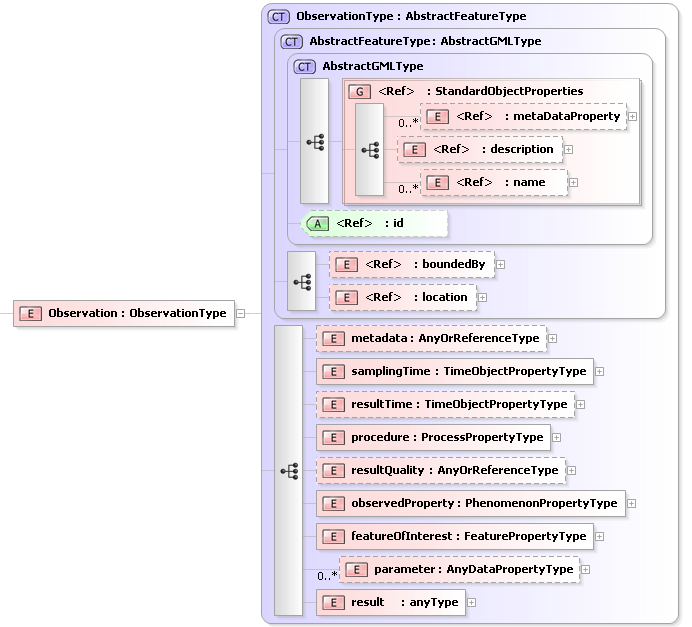 CT ObservationType : AbstractFeatureType
CT AbstractFeatureType: AbstractGMLType
CT AbstractGMLType
G <Ref> : StandardObjectProperties
0..* E <Ref> : metaDataProperty
E <Ref> : description
0..* E <Ref> : name
A <Ref> : id
E <Ref> : boundedBy
E <Ref> : location
E Observation : ObservationType
E metadata : AnyOrReferenceType
E samplingTime : TimeObjectPropertyType
E resultTime : TimeObjectPropertyType
E procedure : ProcessPropertyType
E resultQuality : AnyOrReferenceType
E observedProperty : PhenomenonPropertyType
E featureOfInterest : FeaturePropertyType
0..* E parameter : AnyDataPropertyType
E result : anyType